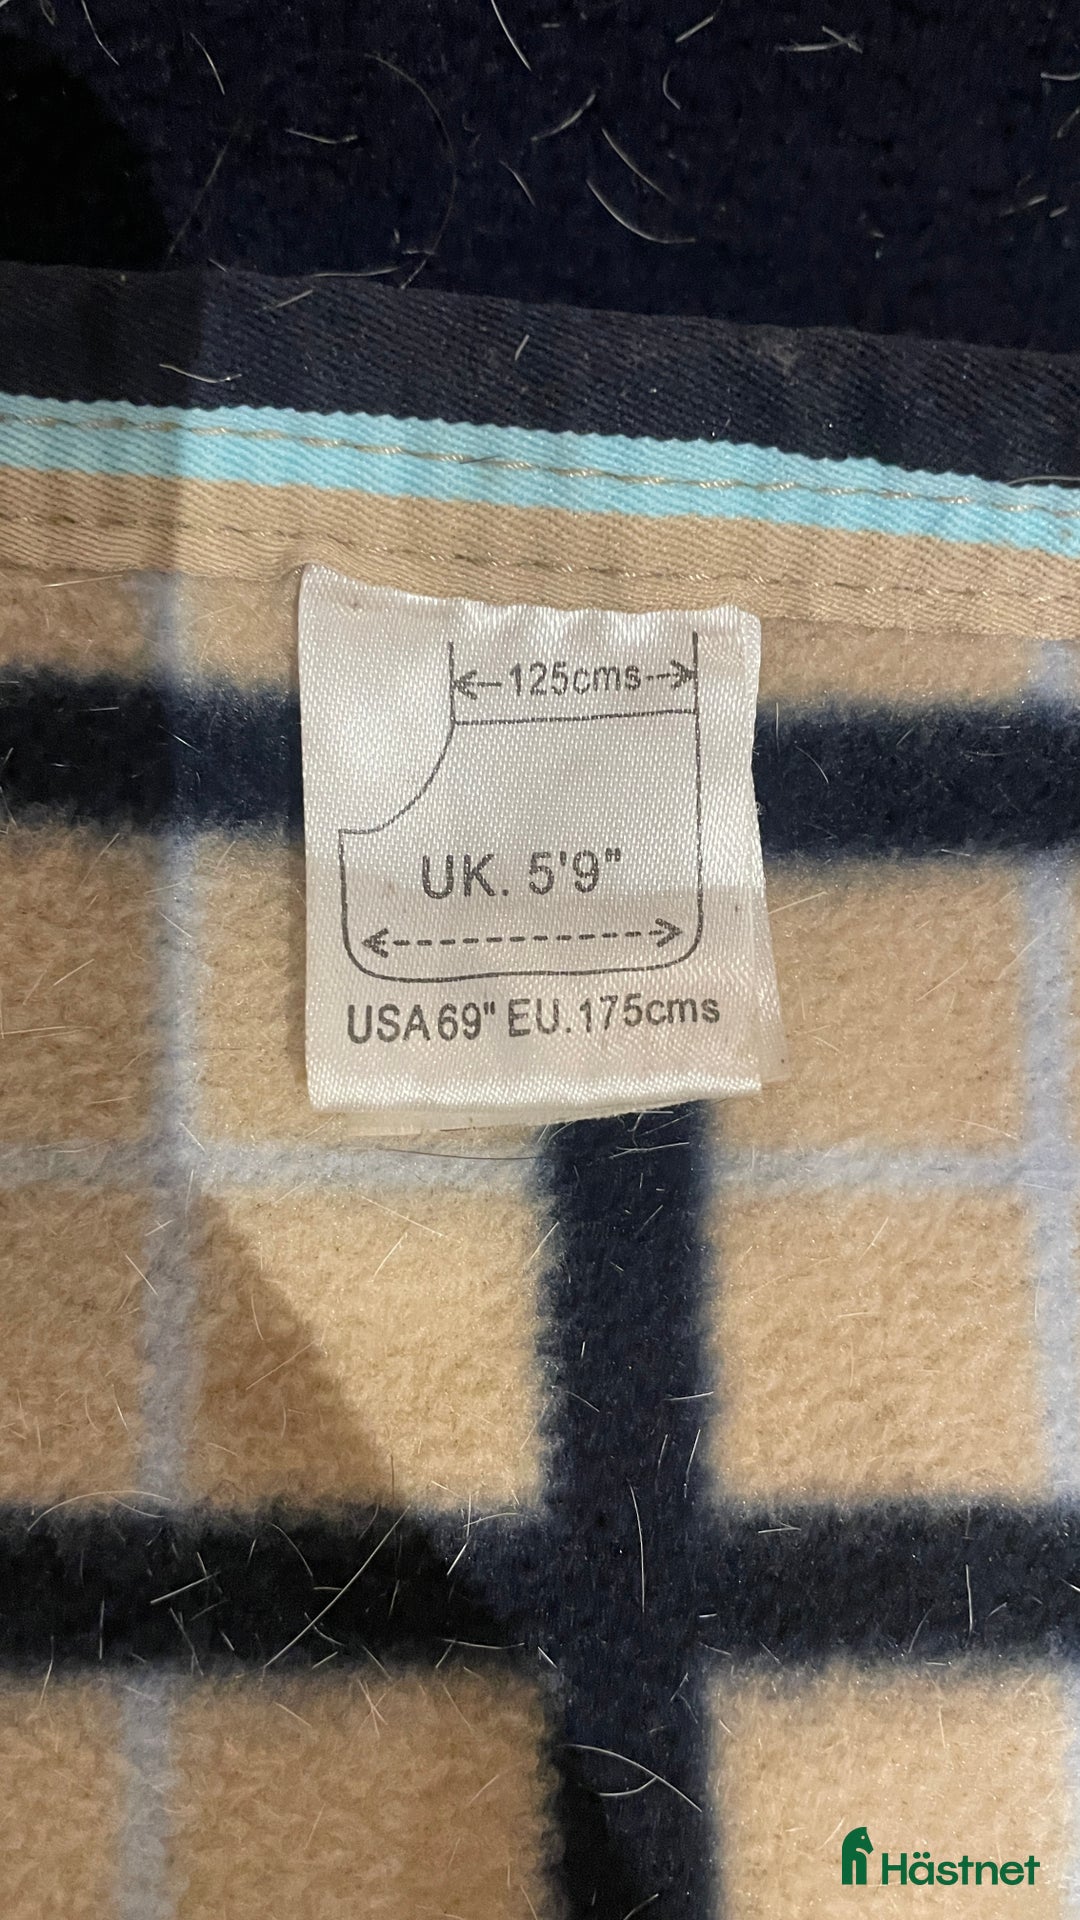 125cms
UK. 5'9"
USA 69" EU. 175cms
Hästnet